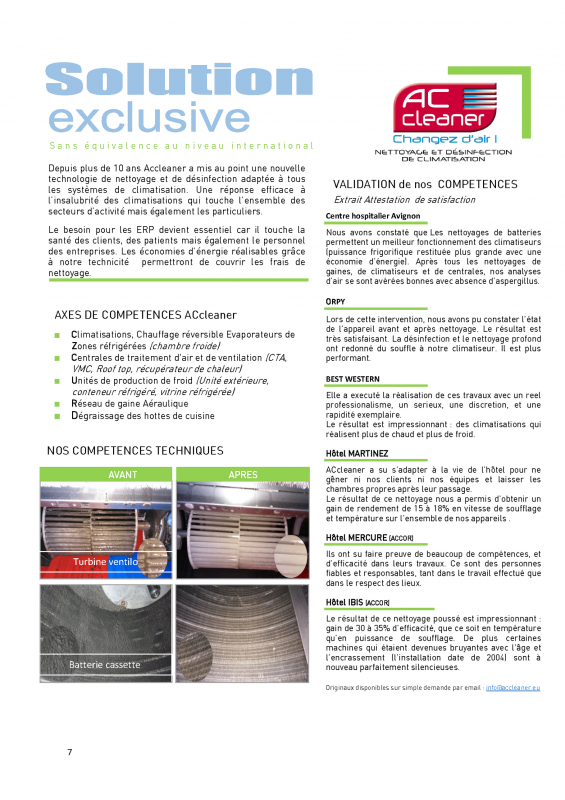 Solution
exclusive
Sans équivalence au niveau international
Depuis plus de 10 ans Accleaner a mis au point une nouvelle
technologie de nettoyage et de désinfection adaptée à tous
les systèmes de climatisation. Une réponse efficace à
l'insalubrité des climatisations qui touche l'ensemble des
secteurs d'activité mais également les particuliers.
Le besoin pour les ERP devient essentiel car il touche la
santé des clients, des patients mais également le personnel
des entreprises. Les économies d'énergie réalisables grâce
à notre technicité permettront de couvrir les frais de
nettoyage.
AXES DE COMPETENCES ACcleaner
Climatisations, Chauffage réversible Evaporateurs de
Zones réfrigérées (chambre froide)
Centrales de traitement d'air et de ventilation (CTA,
VMC, Roof top, récupérateur de chaleur)
Unités de production de froid (Unité extérieure,
conteneur réfrigéré, vitrine réfrigérée)
Réseau de gaine Aéraulique
Dégraissage des hottes de cuisine
NOS COMPETENCES TECHNIQUES
AVANT APRES
Turbine ventilo
Batterie cassette
AC
cleaner
Changez d'air !
NETTOYAGE ET DÉSINFECTION
DE CLIMATISATION
VALIDATION de nos COMPETENCES
Extrait Attestation de satisfaction
Centre hospitalier Avignon
Nous avons constaté que Les nettoyages de batteries
permettent un meilleur fonctionnement des climatiseurs
(puissance frigorifique restituée plus grande avec une
économie d'énergie). Après tous les nettoyages de
gaines, de climatiseurs et de centrales, nos analyses
d'air se sont avérées bonnes avec absence d'aspergillus.
ORPY
Lors de cette intervention, nous avons pu constater l'état
de l'appareil avant et après nettoyage. Le résultat est
très satisfaisant. La désinfection et le nettoyage profond
ont redonné du souffle à notre climatiseur. Il est plus
performant.
BEST WESTERN
Elle a executé la réalisation de ces travaux avec un reel
professionalisme, un serieux, une discretion, et une
rapidité exemplaire.
Le résultat est impressionnant : des climatisations qui
réalisent plus de chaud et plus de froid.
Hôtel MARTINEZ
ACcleaner a su s'adapter à la vie de l'hôtel pour ne
gêner ni nos clients ni nos équipes et laisser les
chambres propres après leur passage.
Le résultat de ce nettoyage nous a permis d'obtenir un
gain de rendement de 15 à 18% en vitesse de soufflage
et température sur l'ensemble de nos appareils .
Hôtel MERCURE (ACCOR)
Ils ont su faire preuve de beaucoup de compétences, et
d'efficacité dans leurs travaux. Ce sont des personnes
fiables et responsables, tant dans le travail effectué que
dans le respect des lieux.
Hôtel IBIS (ACCOR)
Le résultat de ce nettoyage poussé est impressionnant :
gain de 30 à 35% d'efficacité, que ce soit en température
qu'en puissance de soufflage. De plus certaines
machines qui étaient devenues bruyantes avec l'âge et
l'encrassement (l'installation date de 2004) sont à
nouveau parfaitement silencieuses.
Originaux disponibles sur simple demande par email : info@accleaner.eu
7